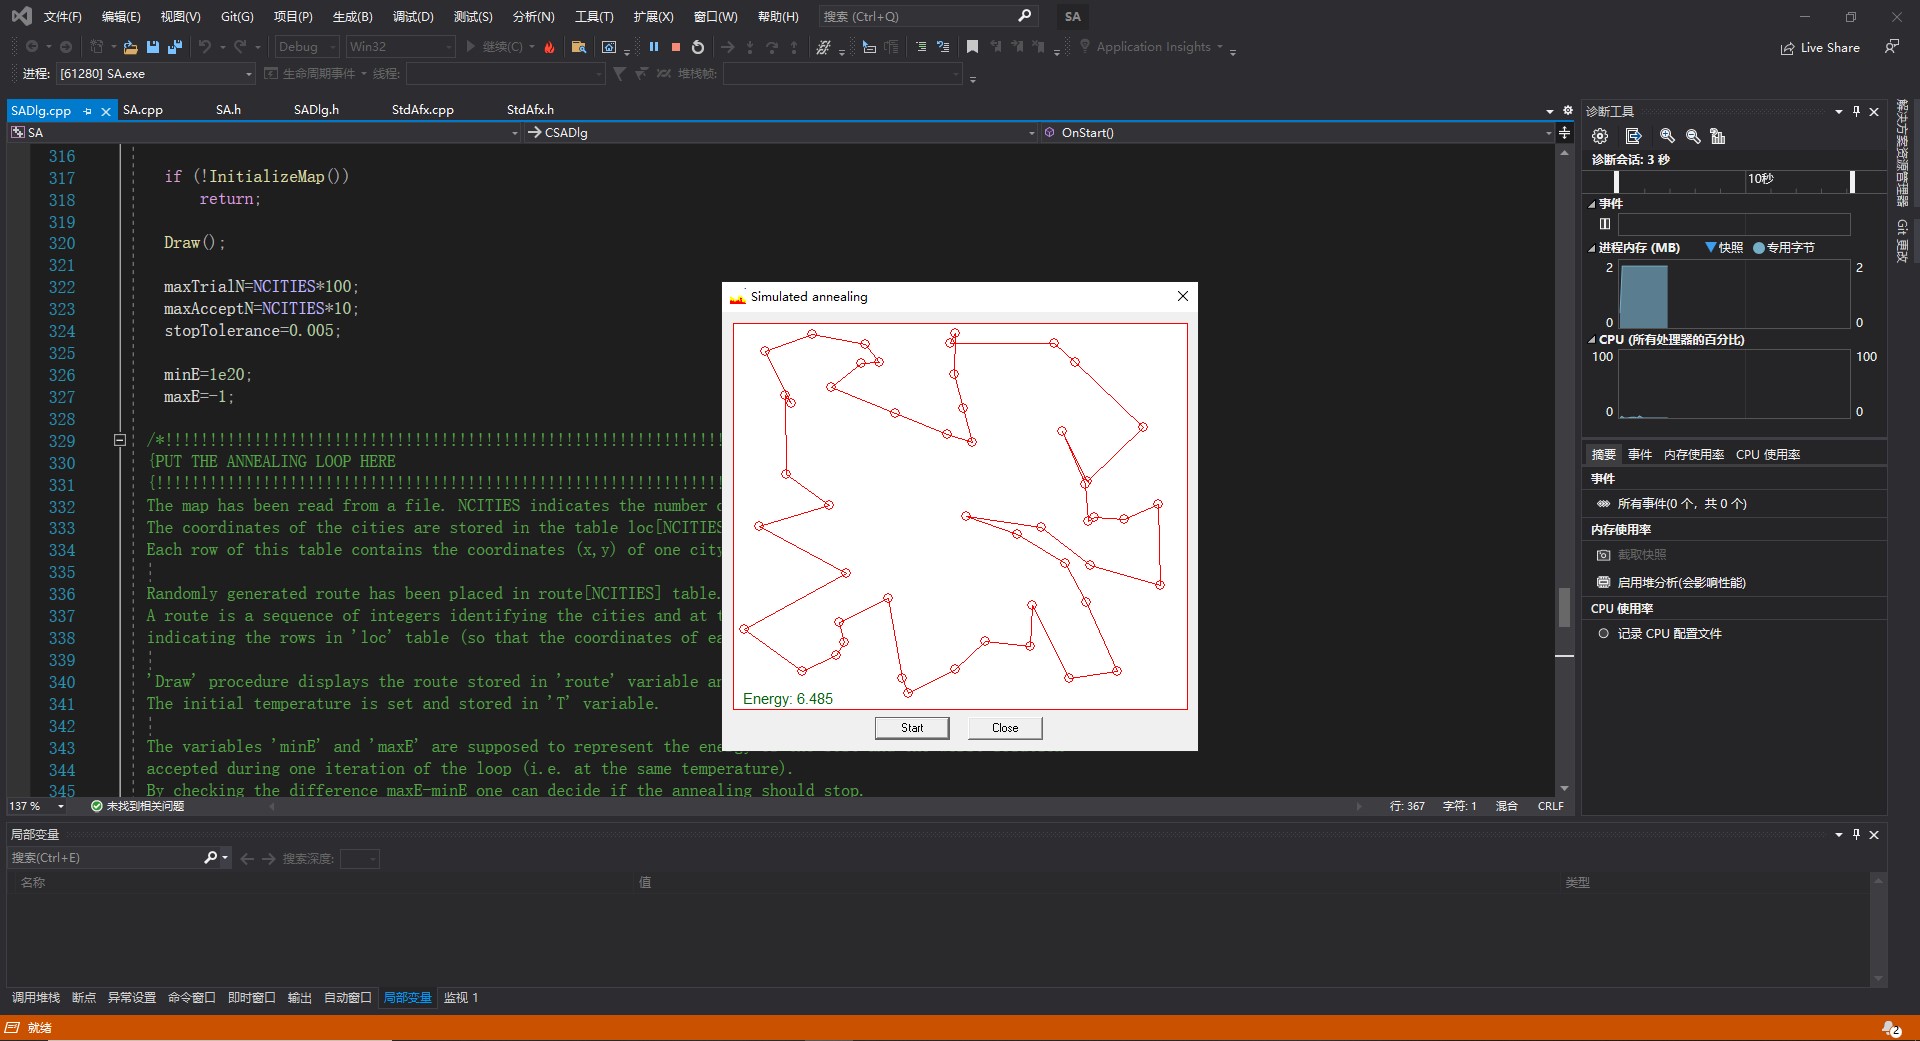 文件(F) 编辑(E) 视图(V) Git(G) 项目(P) 生成(B) 调试(D) 测试(S) 分析(N) 工具(T) 扩展(X) 窗口(W) 帮助(H) 搜索 (Ctrl+Q) SA
Debug Win32 继续(C) Application Insights Live Share
进程: [61280] SA.exe 生命周期事件 线程: 堆栈帧:
SADlg.cpp SA.cpp SA.h SADlg.h StdAfx.cpp StdAfx.h
SA CSADlg OnStart()
316
317 if (!InitializeMap())
318 return;
319
320 Draw();
321
322 maxTrialN=NCITIES*100;
323 maxAcceptN=NCITIES*10;
324 stopTolerance=0.005;
325
326 minE=1e20;
327 maxE=-1;
328
329 /*!!!!!!!!!!!!!!!!!!!!!!!!!!!!!!!!!!!!!!!!!!!!!!!!!!!!!!!!!!!!!!!
330 {PUT THE ANNEALING LOOP HERE
331 {!!!!!!!!!!!!!!!!!!!!!!!!!!!!!!!!!!!!!!!!!!!!!!!!!!!!!!!!!!!!!!!!
332 The map has been read from a file. NCITIES indicates the number
333 The coordinates of the cities are stored in the table loc[NCITIES
334 Each row of this table contains the coordinates (x,y) of one city
335
336 Randomly generated route has been placed in route[NCITIES] table.
337 A route is a sequence of integers identifying the cities and at
338 indicating the rows in 'loc' table (so that the coordinates of
339
340 'Draw' procedure displays the route stored in 'route' variable
341 The initial temperature is set and stored in 'T' variable.
342
343 The variables 'minE' and 'maxE' are supposed to represent the
344 accepted during one iteration of the loop (i.e. at the same temperature).
345 By checking the difference maxE-minE one can decide if the annealing should stop.
137 % 未找到相关问题 行: 367 字符: 1 混合 CRLF
Simulated annealing
Energy: 6.485
Start Close
诊断工具
诊断会话: 3 秒
10秒
事件
进程内存 (MB) 快照 专用字节
2 2
0 0
CPU (所有处理器的百分比)
100 100
0 0
摘要 事件 内存使用率 CPU 使用率
事件
所有事件(0 个，共 0 个)
内存使用率
截取快照
启用堆分析(会影响性能)
CPU 使用率
记录 CPU 配置文件
解决方案资源管理器
Git 更改
局部变量
搜索(Ctrl+E) 搜索深度:
名称 值 类型
调用堆栈 断点 异常设置 命令窗口 即时窗口 输出 自动窗口 局部变量 监视 1
就绪 2